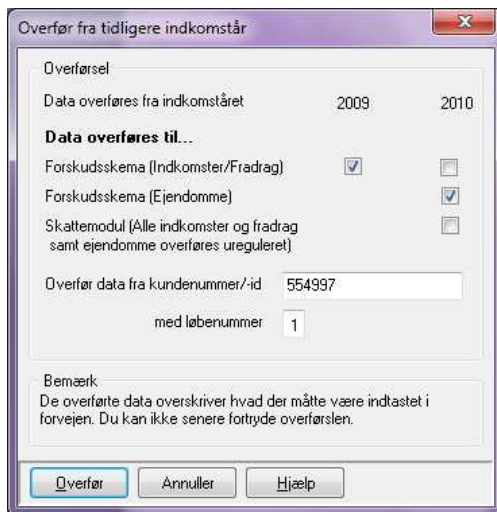 Overfør fra tidligere indkomstår
Overførsel
Data overføres fra indkomståret 2009 2010
Data overføres til...
Forskudsskema (Indkomster/Fradrag)
Forskudsskema (Ejendomme)
Skattemodul (Alle indkomster og fradrag
samt ejendomme overføres ureguleret)
Overfør data fra kundenummer/-id 554997
med løbenummer 1
Bemærk
De overførte data overskriver hvad der måtte være indtastet i
forvejen. Du kan ikke senere fortryde overførslen.
Overfør Annuller Hjælp